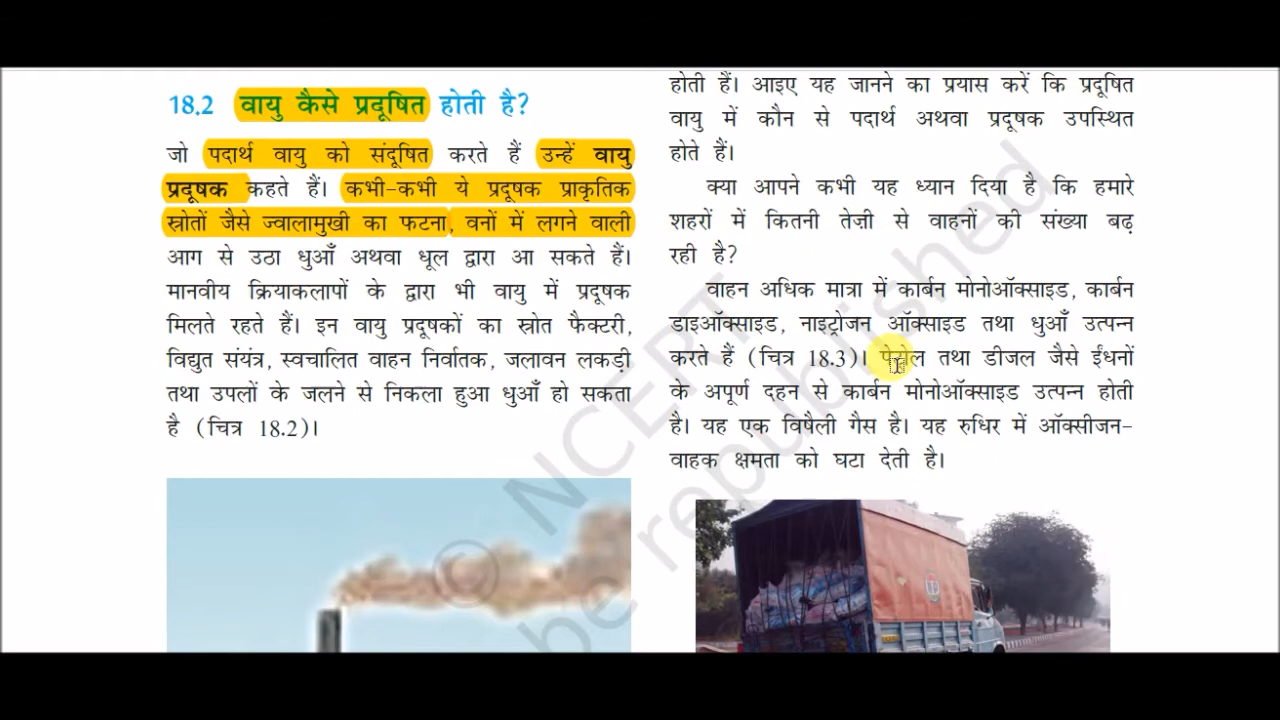 18.2 वायु कैसे प्रदूषित होती है?
जो पदार्थ वायु को संदूषित करते हैं उन्हें वायु
प्रदूषक कहते हैं। कभी-कभी ये प्रदूषक प्राकृतिक
स्रोतों जैसे ज्वालामुखी का फटना, वनों में लगने वाली
आग से उठा धुआँ अथवा धूल द्वारा आ सकते हैं।
मानवीय क्रियाकलापों के द्वारा भी वायु में प्रदूषक
मिलते रहते हैं। इन वायु प्रदूषकों का स्रोत फैक्टरी,
विद्युत संयंत्र, स्वचालित वाहन निर्वातक, जलावन लकड़ी
तथा उपलों के जलने से निकला हुआ धुआँ हो सकता
है (चित्र 18.2)।
होती हैं। आइए यह जानने का प्रयास करें कि प्रदूषित
वायु में कौन से पदार्थ अथवा प्रदूषक उपस्थित
होते हैं।
क्या आपने कभी यह ध्यान दिया है कि हमारे
शहरों में कितनी तेज़ी से वाहनों की संख्या बढ़
रही है?
वाहन अधिक मात्रा में कार्बन मोनोऑक्साइड, कार्बन
डाइऑक्साइड, नाइट्रोजन ऑक्साइड तथा धुआँ उत्पन्न
करते हैं (चित्र 18.3)। पेट्रोल तथा डीजल जैसे ईंधनों
के अपूर्ण दहन से कार्बन मोनोऑक्साइड उत्पन्न होती
है। यह एक विषैली गैस है। यह रुधिर में ऑक्सीजन-
वाहक क्षमता को घटा देती है।
© NCERT
be republished